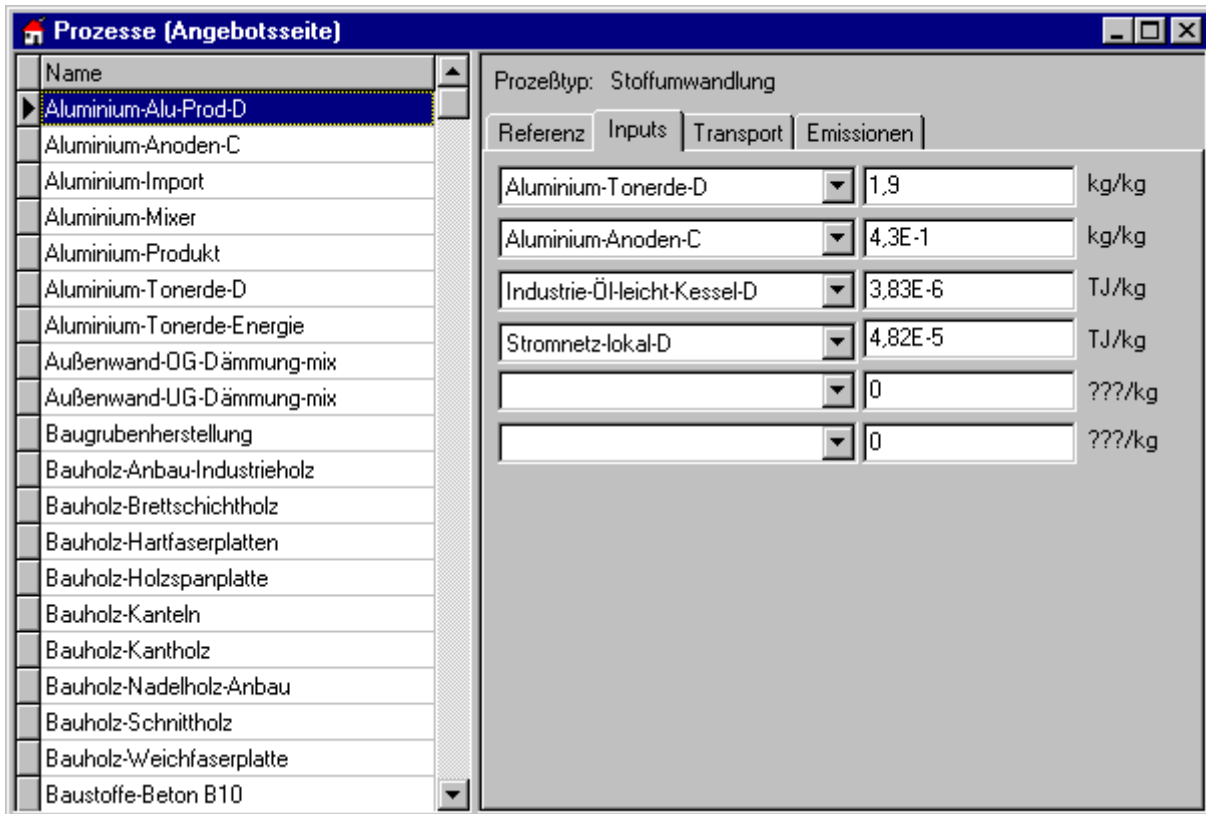 Prozesse (Angebotsseite)
Name
Aluminium-Alu-Prod-D
Aluminium-Anoden-C
Aluminium-Import
Aluminium-Mixer
Aluminium-Produkt
Aluminium-Tonerde-D
Aluminium-Tonerde-Energie
Außenwand-OG-Dämmung-mix
Außenwand-UG-Dämmung-mix
Baugrubenherstellung
Bauholz-Anbau-Industrieholz
Bauholz-Brettschichtholz
Bauholz-Hartfaserplatten
Bauholz-Holzspanplatte
Bauholz-Kanteln
Bauholz-Kantholz
Bauholz-Nadelholz-Anbau
Bauholz-Schnittholz
Bauholz-Weichfaserplatte
Baustoffe-Beton B10
Prozeßtyp: Stoffumwandlung
Referenz Inputs Transport Emissionen
Aluminium-Tonerde-D 1,9 kg/kg
Aluminium-Anoden-C 4,3E-1 kg/kg
Industrie-Öl-leicht-Kessel-D 3,83E-6 TJ/kg
Stromnetz-lokal-D 4,82E-5 TJ/kg
0 ???/kg
0 ???/kg